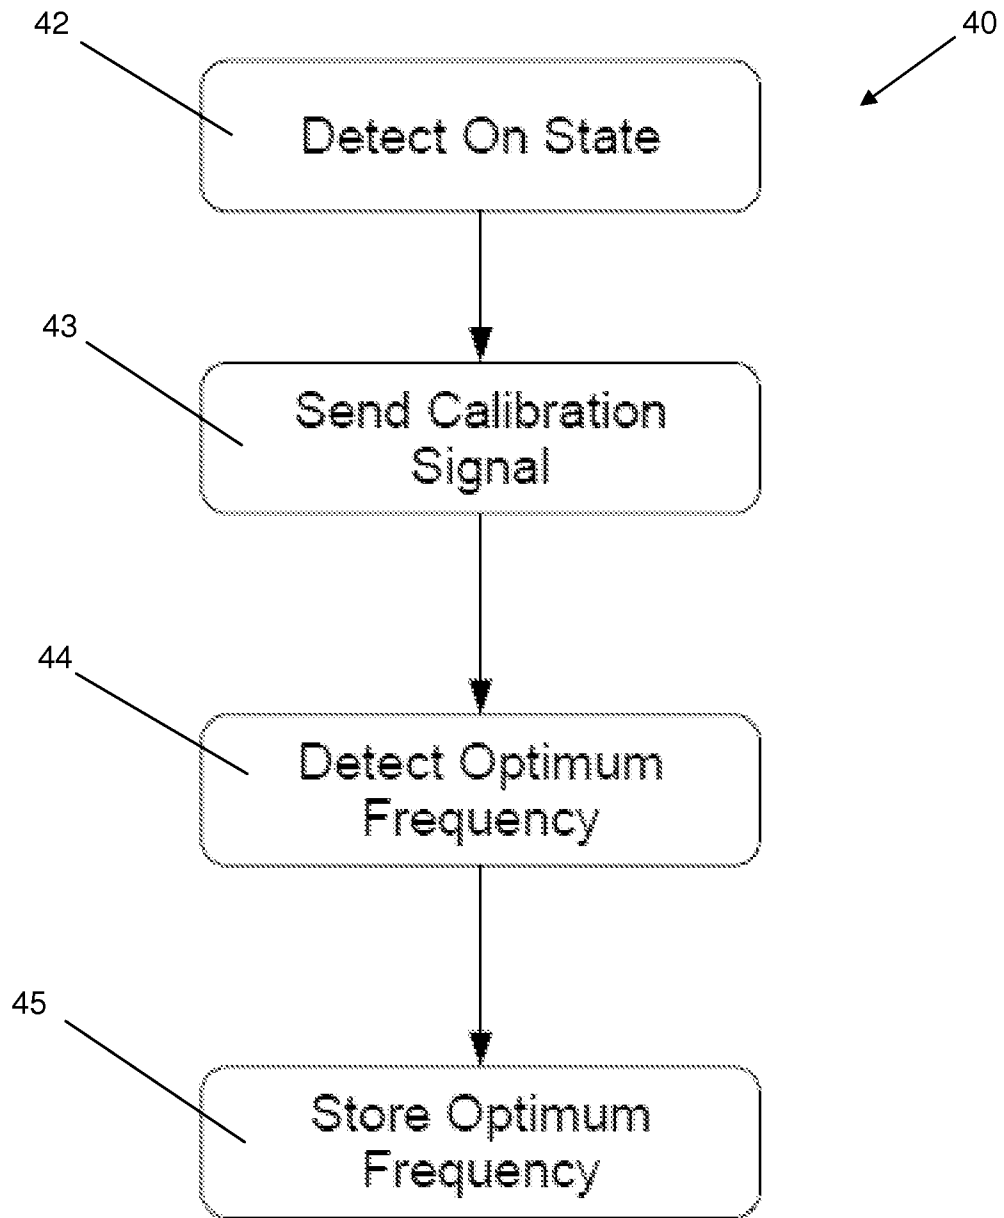 42
40
Detect On State
43
Send Calibration
Signal
44
Detect Optimum
Frequency
45
Store Optimum
Frequency